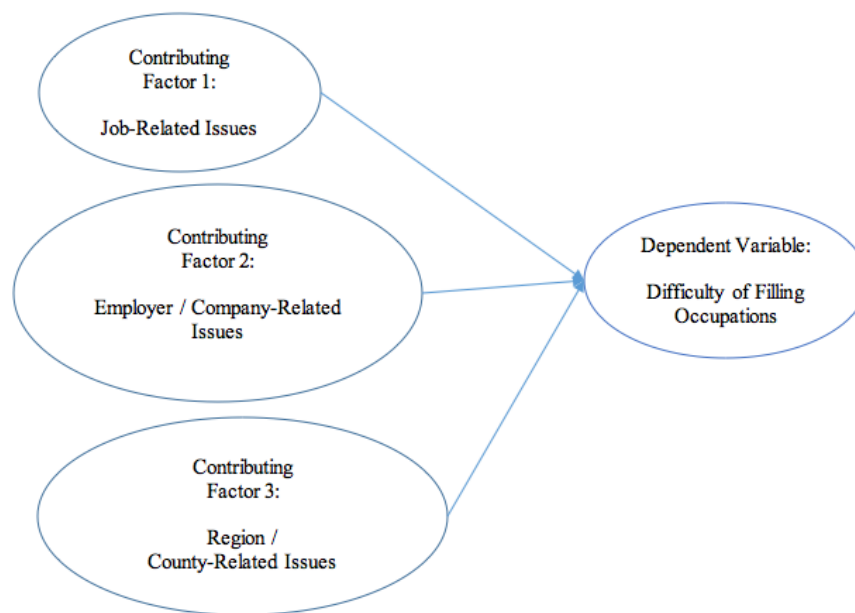 Contributing
Factor 1:
Job-Related Issues
Contributing
Factor 2:
Employer / Company-Related
Issues
Contributing
Factor 3:
Region /
County-Related Issues
Dependent Variable:
Difficulty of Filling
Occupations